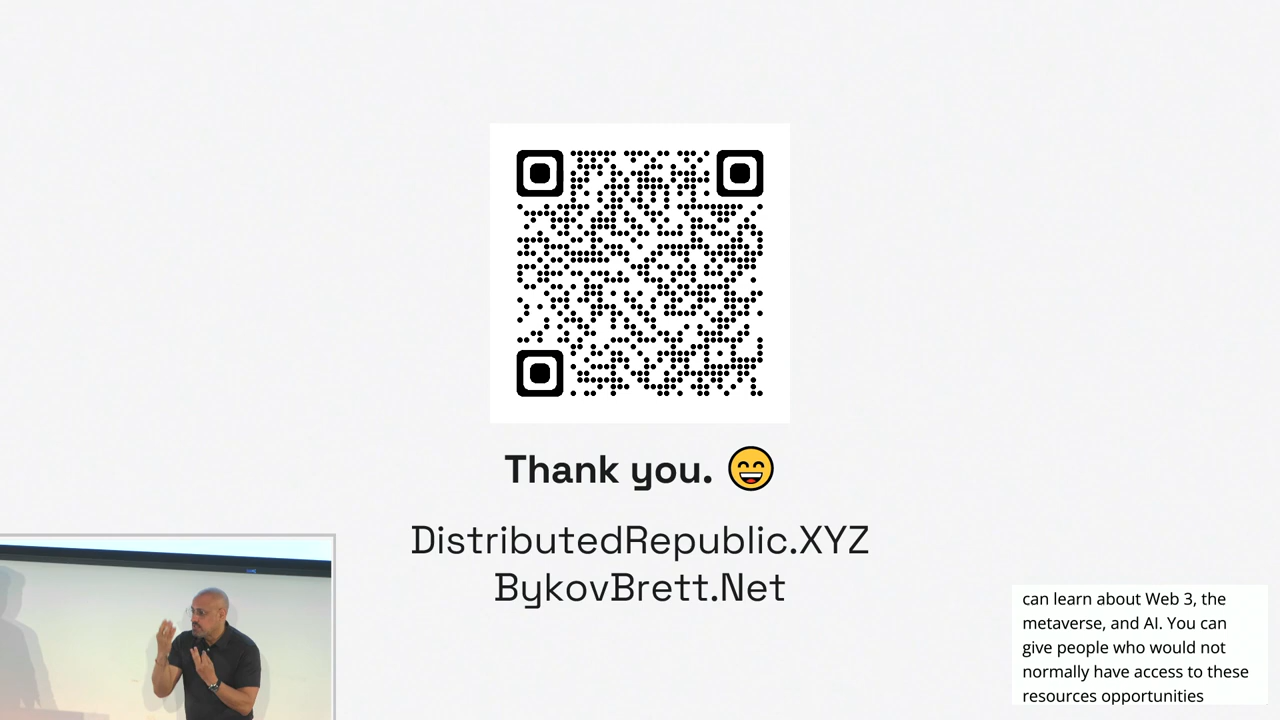 Thank you. 😄
DistributedRepublic.XYZ
BykovBrett.Net
can learn about Web 3, the
metaverse, and AI. You can
give people who would not
normally have access to these
resources opportunities